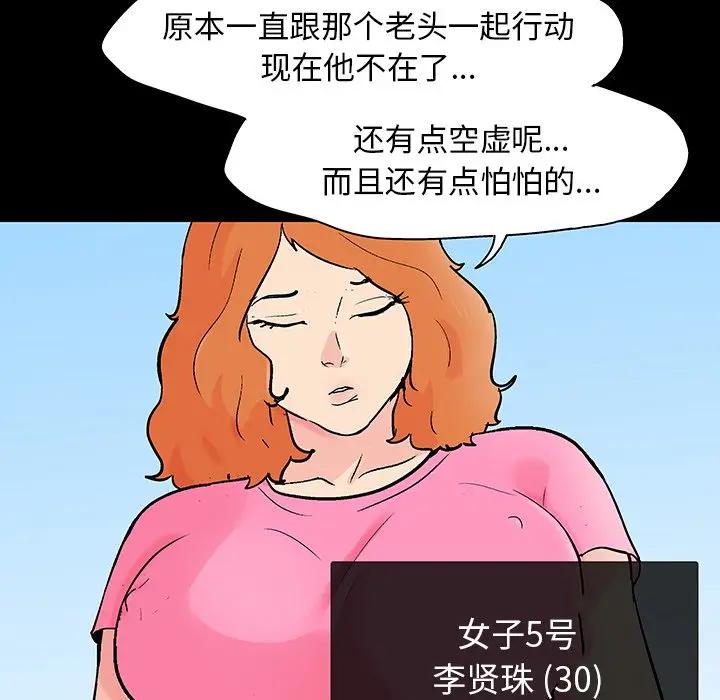 原本一直跟那个老头一起行动
现在他不在了...
还有点空虚呢...
而且还有点怕怕的...
女子5号
李贤珠 (30)